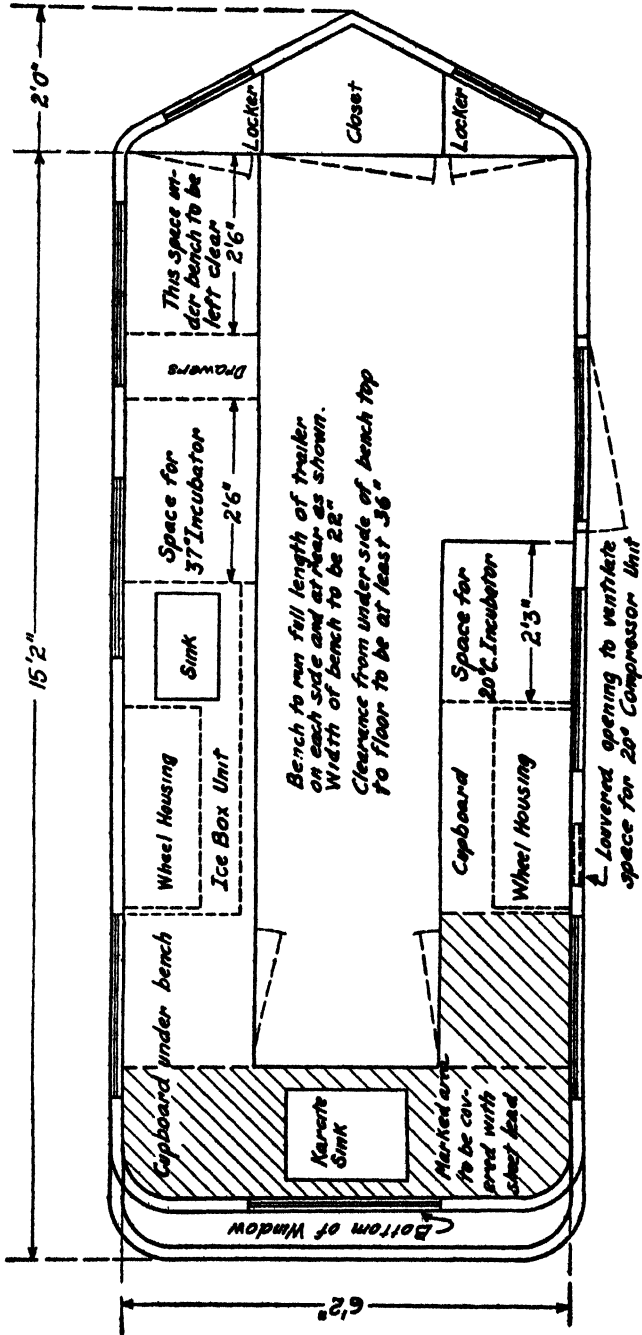 15'2"
2'0"
6'2"
Cupboard under bench
Wheel Housing
Ice Box Unit
Sink
Space for
37° Incubator
2'6"
Drawers
This space un-
der bench to be
left clear
2'6"
Locker
Closet
Locker
Bench to run full length of trailer
on each side and at rear as shown.
Width of bench to be 22"
Clearance from under side of bench top
to floor to be at least 36"
Bottom of Window
Karcite
Sink
Marked area
to be cov-
ered with
sheet lead
Cupboard
Wheel Housing
Space for
20°C. Incubator
2'3"
Louvered opening to ventilate
space for 20° Compressor Unit